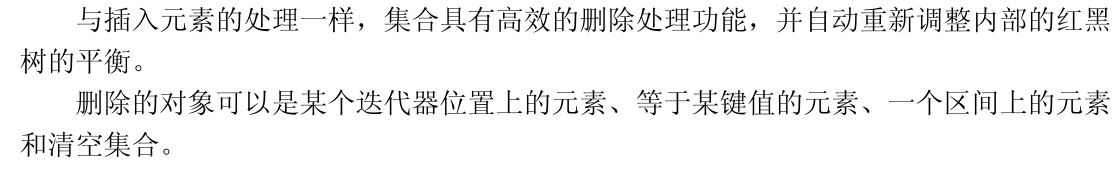 与插入元素的处理一样，集合具有高效的删除处理功能，并自动重新调整内部的红黑
树的平衡。
删除的对象可以是某个迭代器位置上的元素、等于某键值的元素、一个区间上的元素
和清空集合。